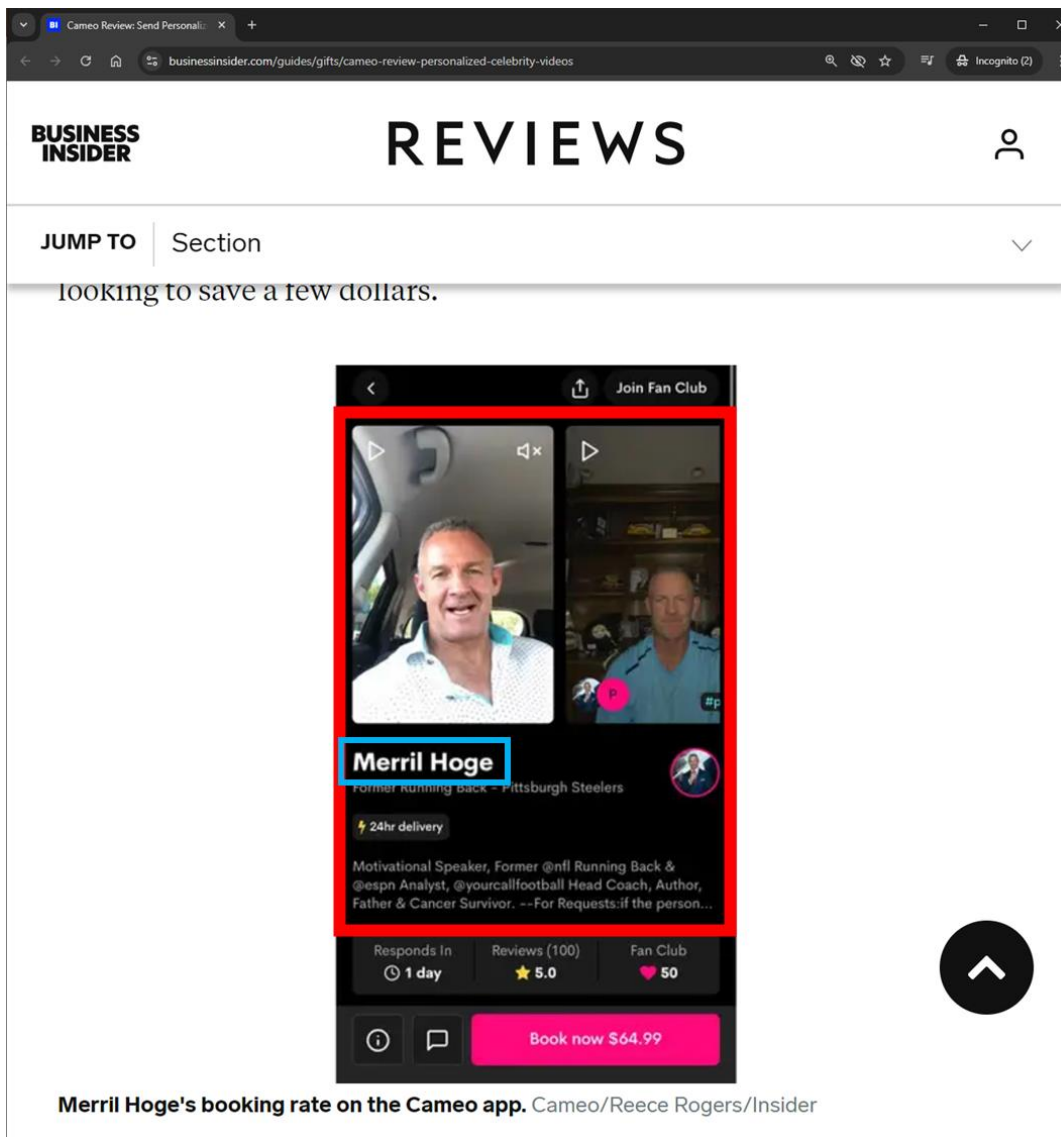 Cameo Review: Send Personali
businessinsider.com/guides/gifts/cameo-review-personalized-celebrity-videos
Incognito (2)
BUSINESS
INSIDER
REVIEWS
JUMP TO Section
looking to save a few dollars.
Join Fan Club
P
#p
Merril Hoge
Former Running Back - Pittsburgh Steelers
24hr delivery
Motivational Speaker, Former @nfl Running Back &
@espn Analyst, @yourcallfootball Head Coach, Author,
Father & Cancer Survivor. --For Requests:if the person...
Responds In Reviews (100) Fan Club
1 day 5.0 50
Book now $64.99
Merril Hoge's booking rate on the Cameo app. Cameo/Reece Rogers/Insider